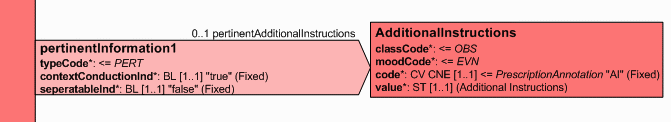 0..1 pertinentAdditionalInstructions
pertinentInformation1
typeCode*: <= PERT
contextConductionInd*: BL [1..1] "true" (Fixed)
seperatableInd*: BL [1..1] "false" (Fixed)
AdditionalInstructions
classCode*: <= OBS
moodCode*: <= EVN
code*: CV CNE [1..1] <= PrescriptionAnnotation "AI" (Fixed)
value*: ST [1..1] (Additional Instructions)